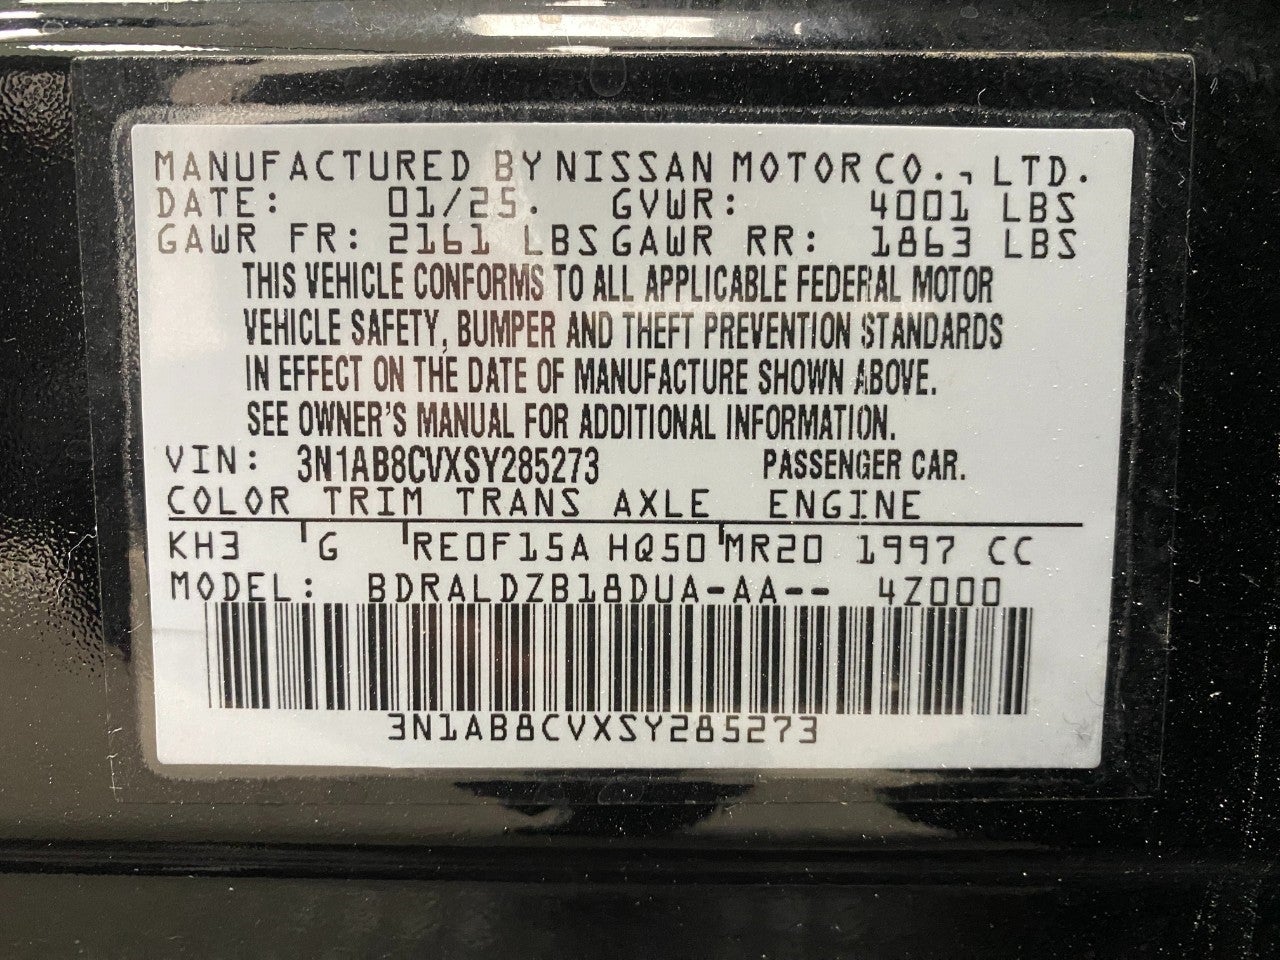 MANUFACTURED BY NISSAN MOTOR CO., LTD.
DATE: 01/25. GVWR: 4001 LBS
GAWR FR: 2161 LBS GAWR RR: 1863 LBS
THIS VEHICLE CONFORMS TO ALL APPLICABLE FEDERAL MOTOR
VEHICLE SAFETY, BUMPER AND THEFT PREVENTION STANDARDS
IN EFFECT ON THE DATE OF MANUFACTURE SHOWN ABOVE.
SEE OWNER'S MANUAL FOR ADDITIONAL INFORMATION.
VIN: 3N1AB8CVXSY285273 PASSENGER CAR.
COLOR TRIM TRANS AXLE ENGINE
KH3 G RE0F15A HQ50 MR20 1997 CC
MODEL: BDRALDZB18DUA-AA-- 4Z000
3N1AB8CVXSY285273